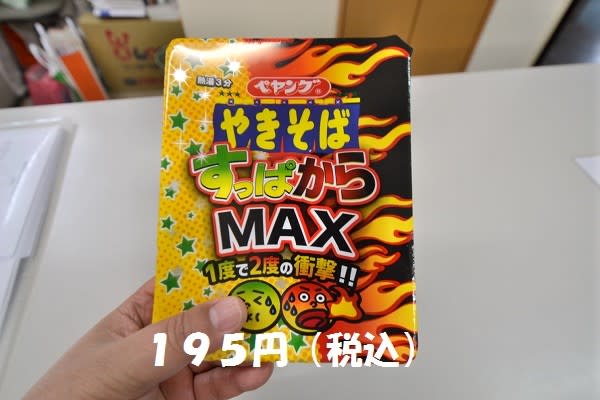 熱湯3分
ペヤング
やきそば
すっぱから
MAX
1度で2度の衝撃!!
195円(税込)